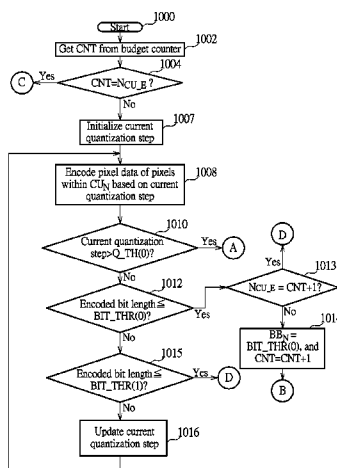 Start
1000
Get CNT from budget counter
1002
1004
CNT=NCU_E ?
Yes
C
No
Initialize current
quantization step
1007
Encode pixel data of pixels
within CUN based on current
quantization step
1008
1010
Current quantization
step>Q_TH(0)?
Yes
A
No
1012
Encoded bit length≦
BIT_THR(0)?
Yes
No
D
Yes
1013
NCU_E = CNT+1?
No
1014
BBN =
BIT_THR(0), and
CNT=CNT+1
B
1015
Encoded bit length≦
BIT_THR(1)?
Yes
D
No
Update current
quantization step
1016